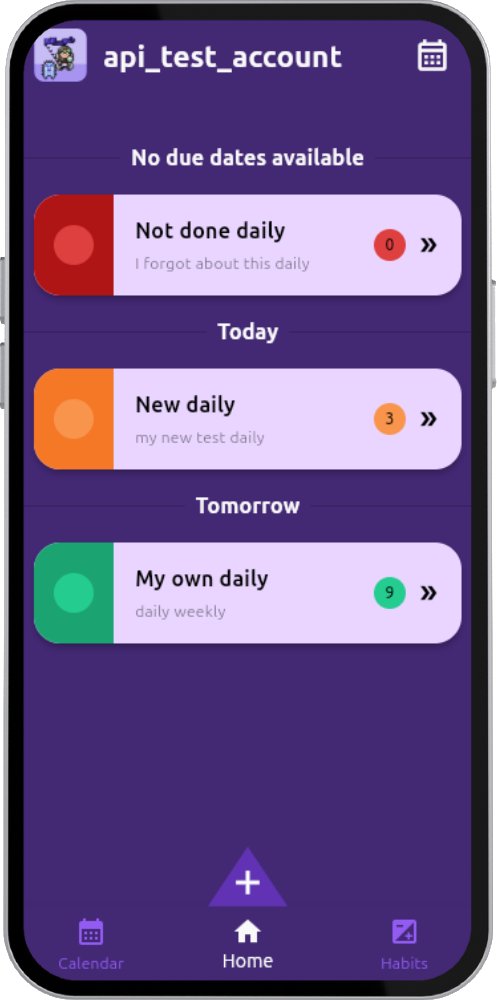 api_test_account
No due dates available
Not done daily
I forgot about this daily
0
Today
New daily
my new test daily
3
Tomorrow
My own daily
daily weekly
9
Calendar
Home
Habits